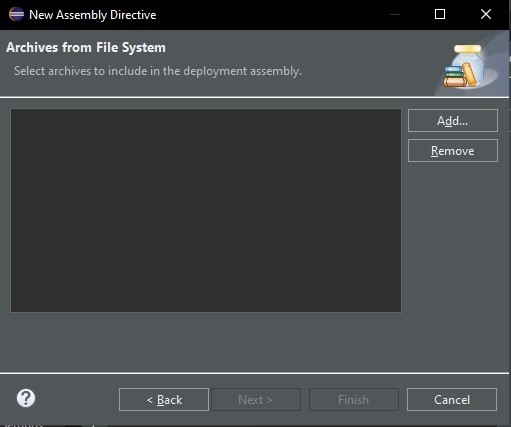 New Assembly Directive
Archives from File System
Select archives to include in the deployment assembly.
Add...
Remove
?
< Back
Next >
Finish
Cancel